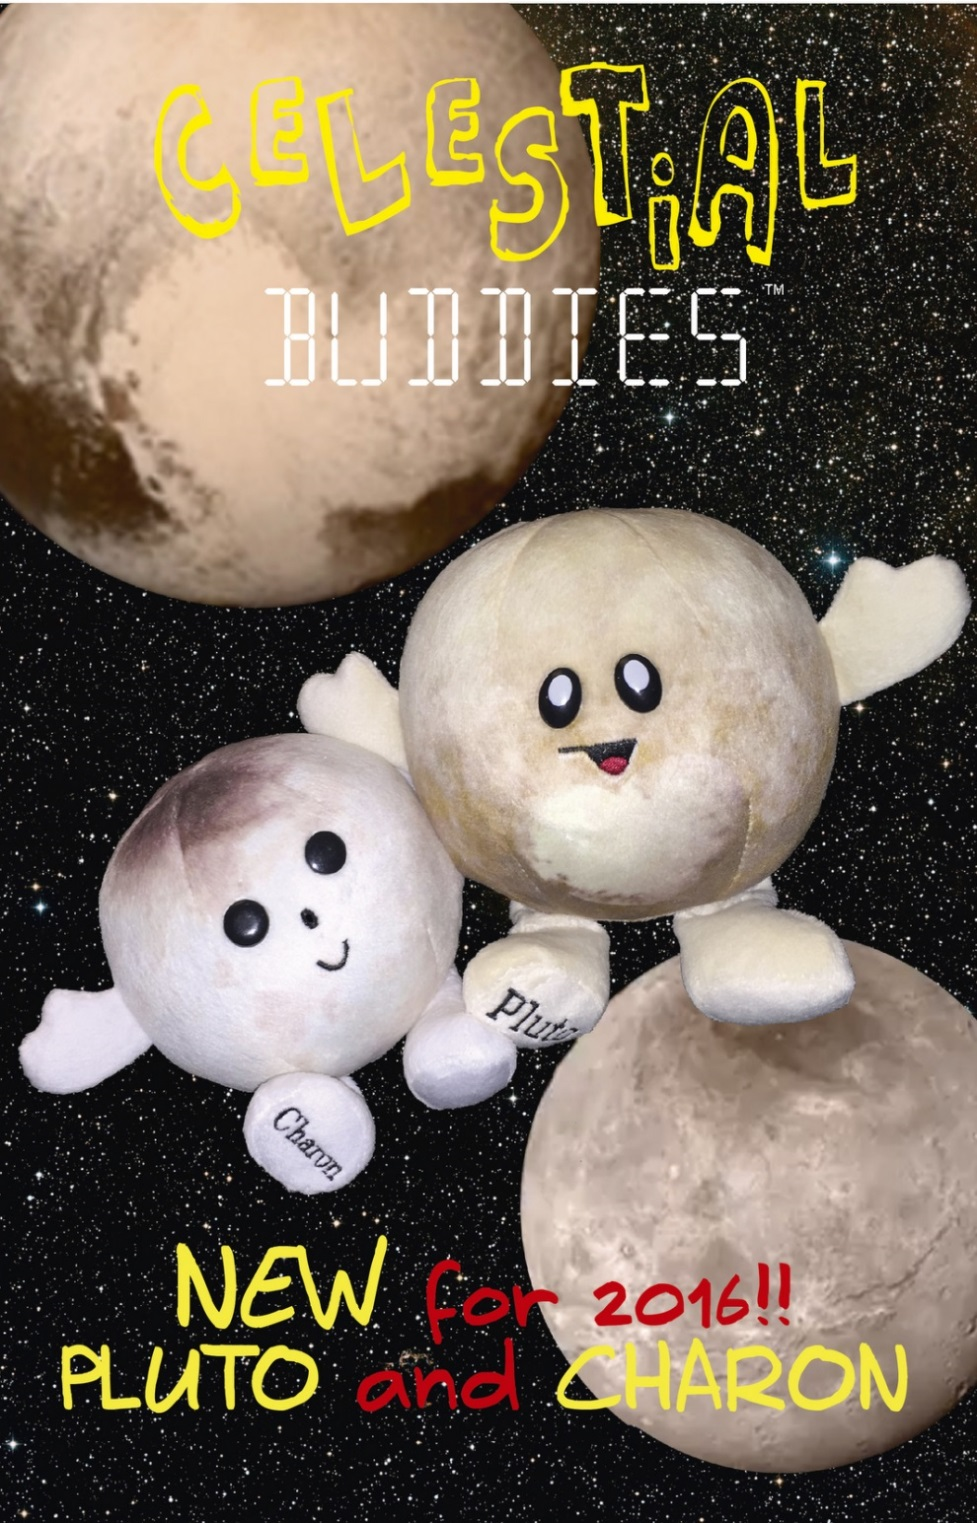 CELESTiAL
BUDDIES™
Pluto
Charon
NEW for 2016!!
PLUTO and CHARON